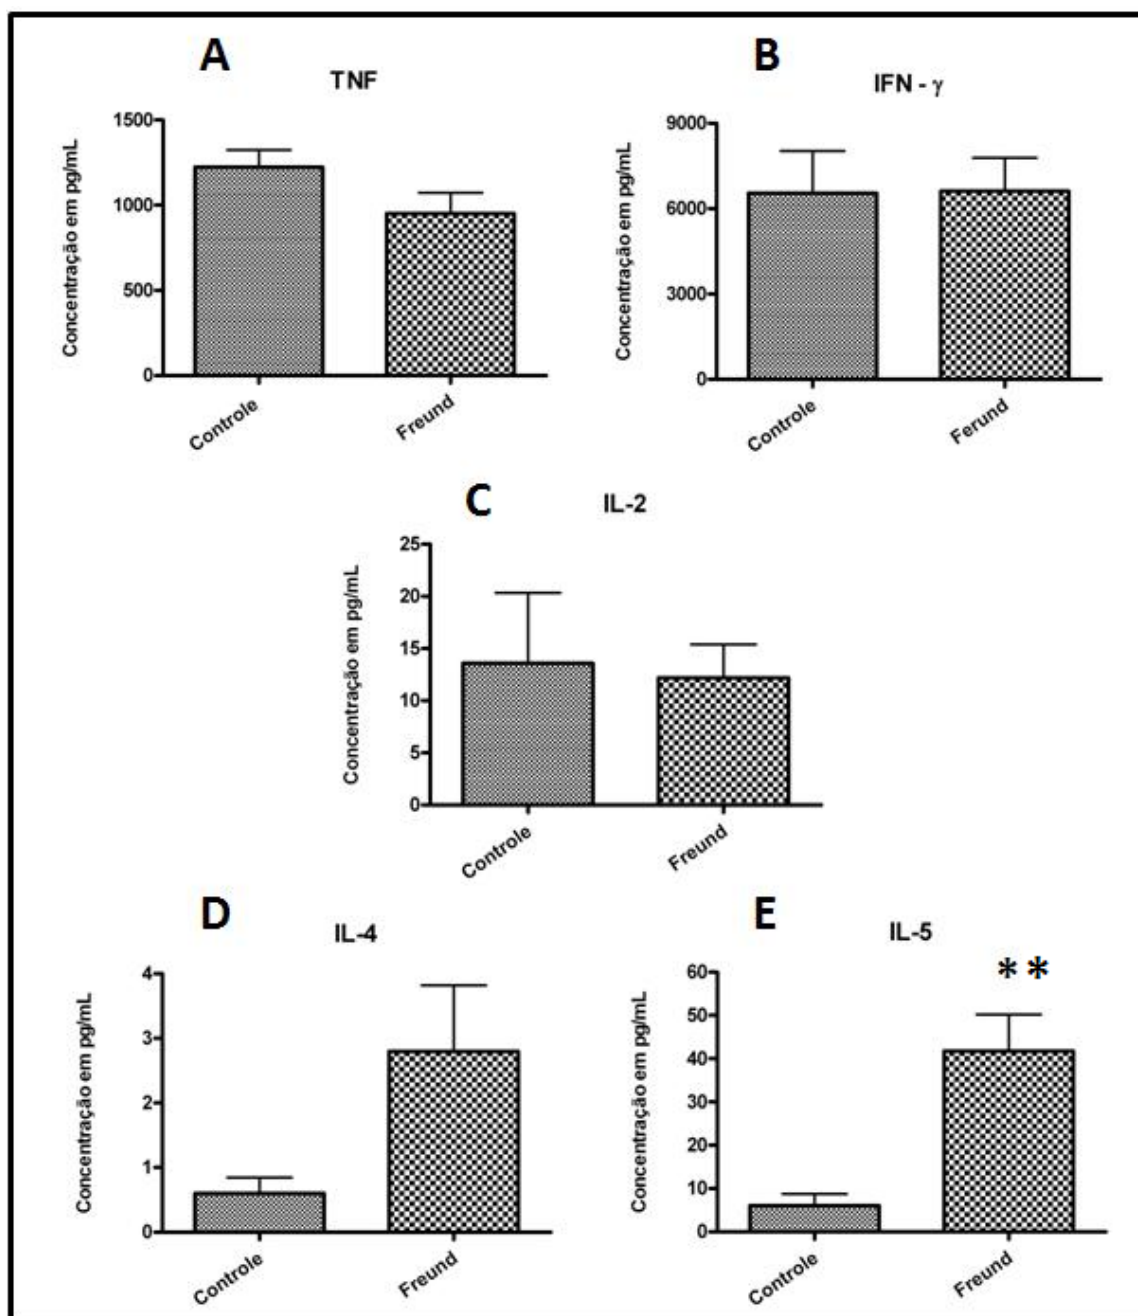 A
TNF
Concentração em pg/mL
1500
1000
500
0
Controle
Freund
B
IFN - γ
Concentração em pg/mL
9000
6000
3000
0
Controle
Ferund
C
IL-2
Concentração em pg/mL
25
20
15
10
5
0
Controle
Freund
D
IL-4
Concentração em pg/mL
4
3
2
1
0
Controle
Freund
E
IL-5
**
Concentração em pg/mL
60
50
40
30
20
10
0
Controle
Freund